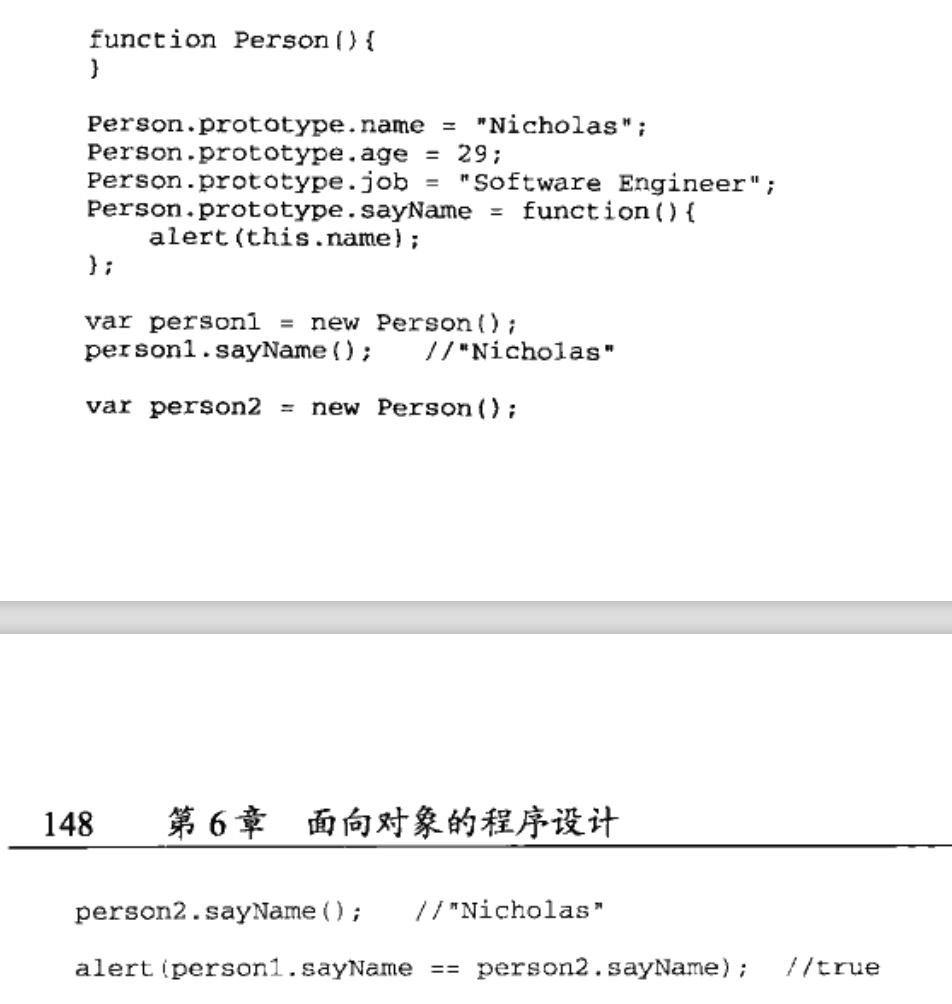 function Person(){
}
Person.prototype.name = "Nicholas";
Person.prototype.age = 29;
Person.prototype.job = "Software Engineer";
Person.prototype.sayName = function(){
    alert(this.name);
};
var person1 = new Person();
person1.sayName();   //"Nicholas"
var person2 = new Person();
148 第 6 章 面向对象的程序设计
person2.sayName();   //"Nicholas"
alert(person1.sayName == person2.sayName);  //true